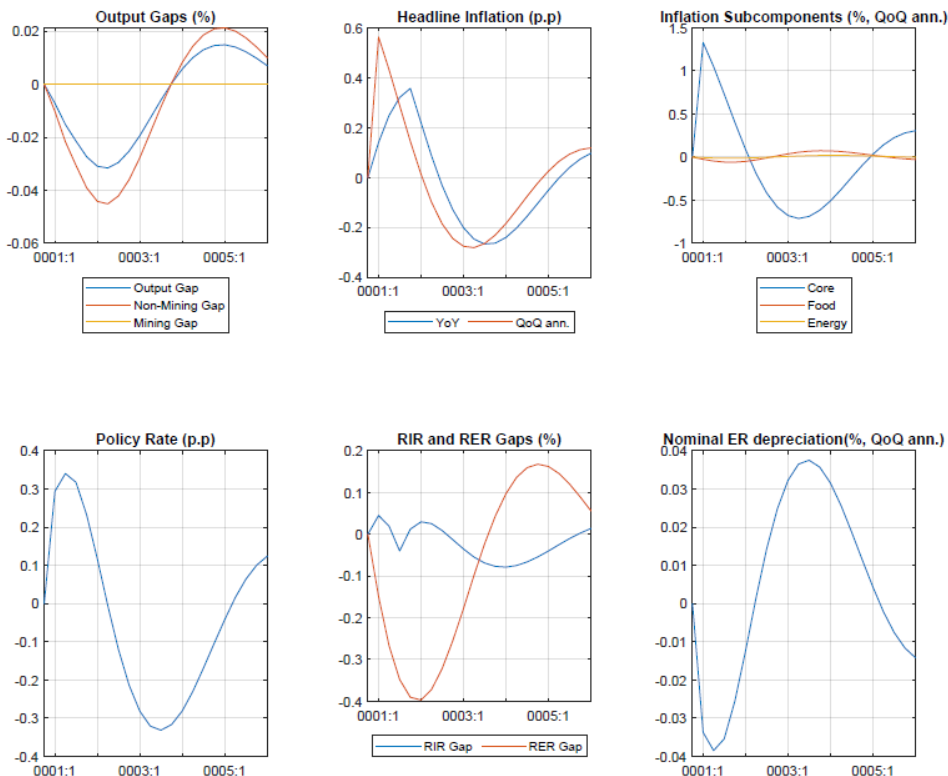 Output Gaps (%)
0.02
0
-0.02
-0.04
-0.06
0001:1 0003:1 0005:1
Output Gap
Non-Mining Gap
Mining Gap
Headline Inflation (p.p)
0.6
0.4
0.2
0
-0.2
-0.4
0001:1 0003:1 0005:1
YoY QoQ ann.
Inflation Subcomponents (%, QoQ ann.)
1.5
1
0.5
0
-0.5
-1
0001:1 0003:1 0005:1
Core
Food
Energy
Policy Rate (p.p)
0.4
0.3
0.2
0.1
0
-0.1
-0.2
-0.3
-0.4
0001:1 0003:1 0005:1
RIR and RER Gaps (%)
0.2
0.1
0
-0.1
-0.2
-0.3
-0.4
0001:1 0003:1 0005:1
RIR Gap RER Gap
Nominal ER depreciation(%, QoQ ann.)
0.04
0.03
0.02
0.01
0
-0.01
-0.02
-0.03
-0.04
0001:1 0003:1 0005:1